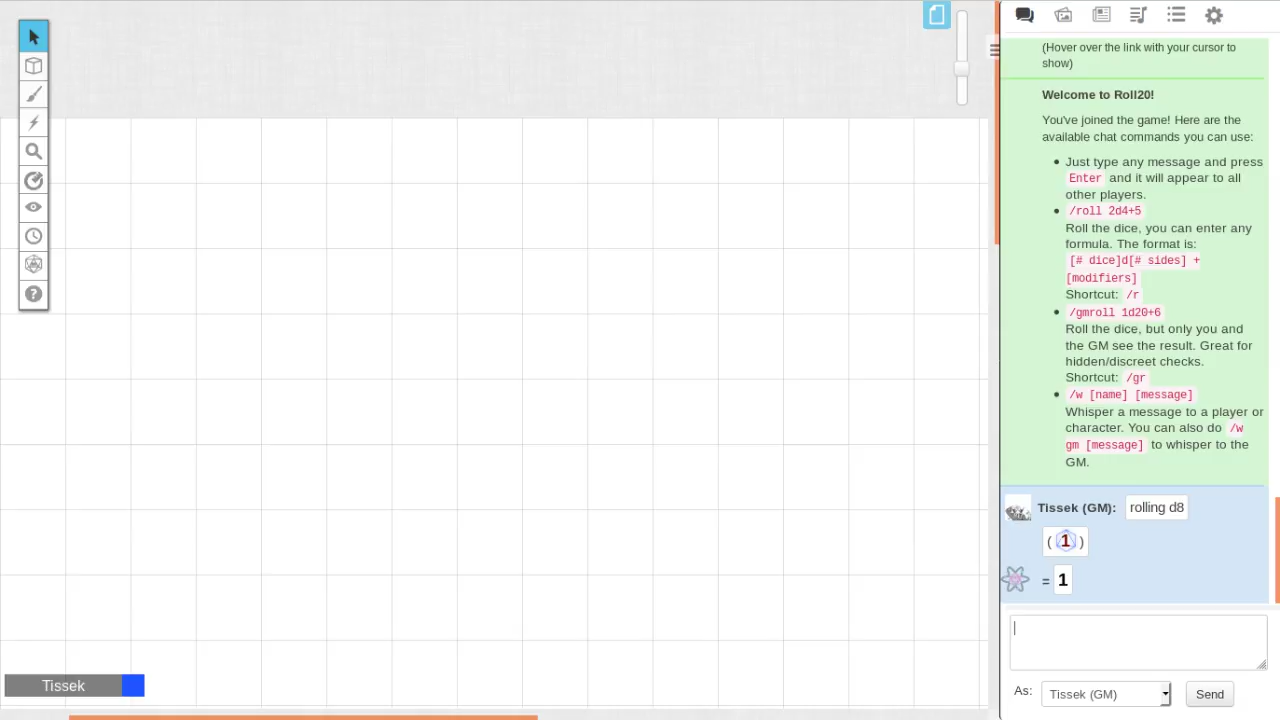 (Hover over the link with your cursor to
show)
Welcome to Roll20!
You've joined the game! Here are the
available chat commands you can use:
Just type any message and press
Enter and it will appear to all
other players.
/roll 2d4+5
Roll the dice, you can enter any
formula. The format is:
[# dice]d[# sides] +
[modifiers]
Shortcut: /r
/gmroll 1d20+6
Roll the dice, but only you and
the GM see the result. Great for
hidden/discreet checks.
Shortcut: /gr
/w [name] [message]
Whisper a message to a player or
character. You can also do /w
gm [message] to whisper to the
GM.
Tissek (GM): rolling d8
(1)
= 1
As: Tissek (GM) Send
Tissek